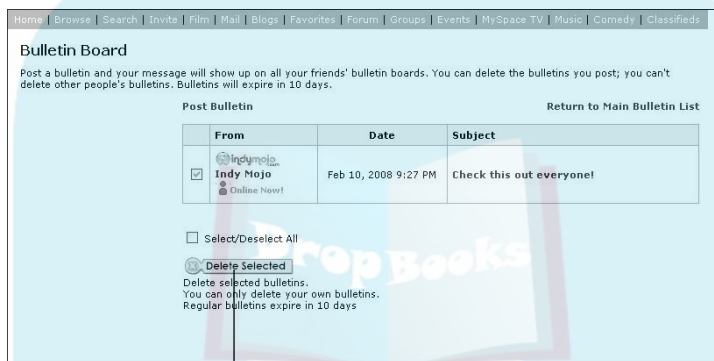 Home | Browse | Search | Invite | Film | Mail | Blogs | Favorites | Forum | Groups | Events | MySpace TV | Music | Comedy | Classifieds
Bulletin Board
Post a bulletin and your message will show up on all your friends' bulletin boards. You can delete the bulletins you post; you can't
delete other people's bulletins. Bulletins will expire in 10 days.
Post Bulletin Return to Main Bulletin List
From Date Subject
indymojo.com
Indy Mojo Feb 10, 2008 9:27 PM Check this out everyone!
Online Now!
Select/Deselect All
Delete Selected
DropBooks
Delete selected bulletins.
You can only delete your own bulletins.
Regular bulletins expire in 10 days